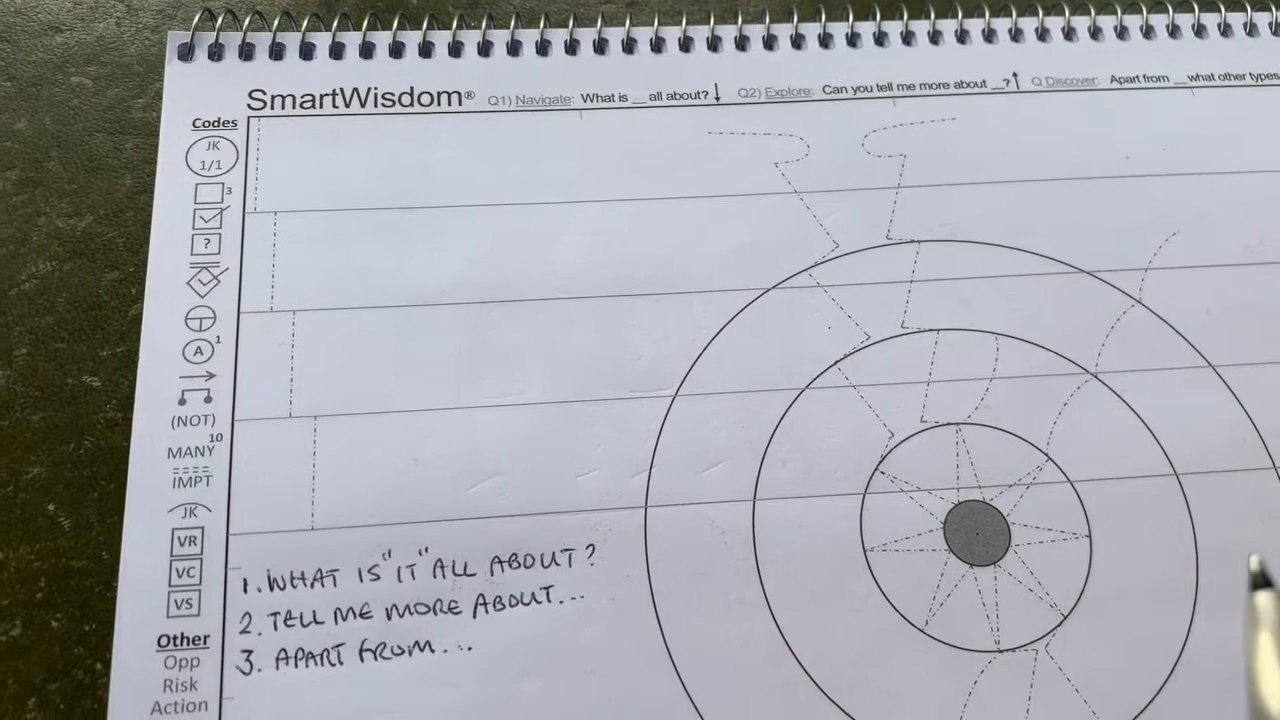 SmartWisdom® Q1) Navigate: What is __ all about?↓ Q2) Explore: Can you tell me more about __?↑ Q Discover: Apart from __ what other types
Codes
JK
1/1
3
?
A 1
(NOT)
MANY 10
IMPT
JK
VR
VC
VS
Other
Opp
Risk
Action
1. WHAT IS "IT" ALL ABOUT?
2. TELL ME MORE ABOUT...
3. APART FROM...